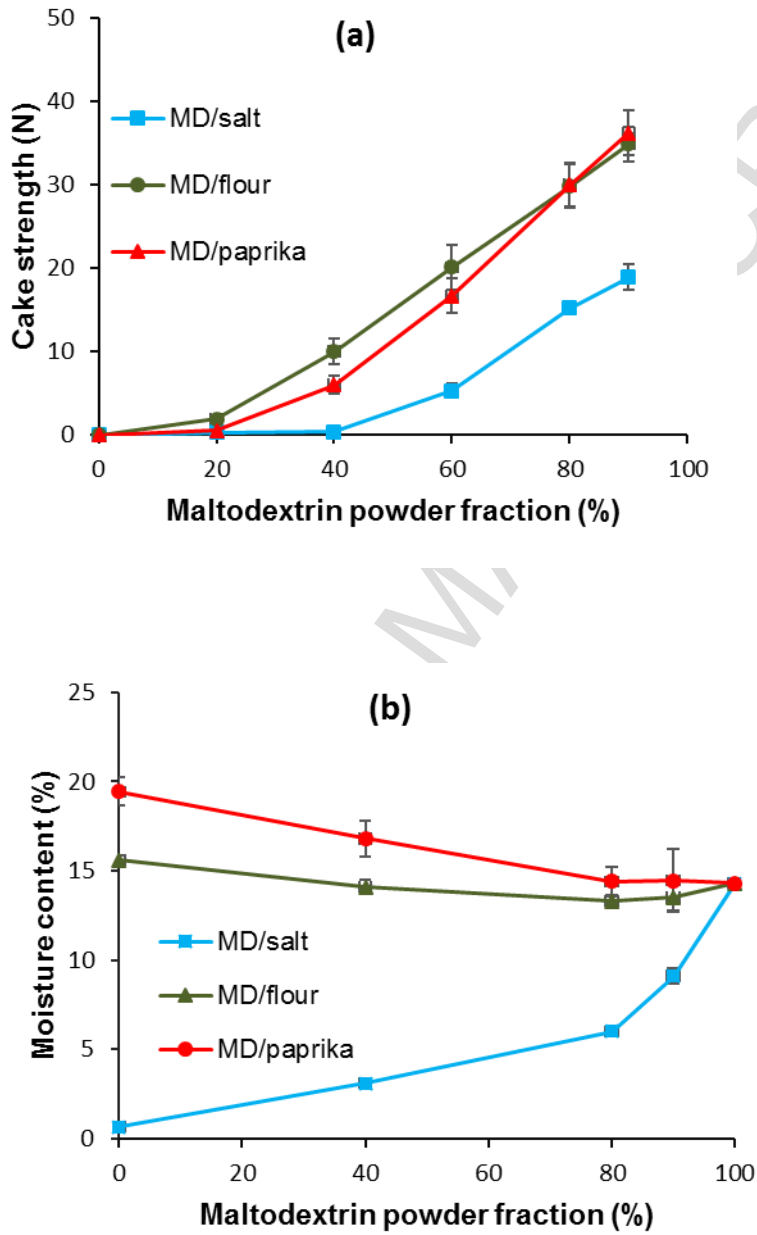 (a)
50
40
30
20
10
0
Cake strength (N)
MD/salt
MD/flour
MD/paprika
0 20 40 60 80 100
Maltodextrin powder fraction (%)
MA
(b)
25
20
15
10
5
0
Moisture content (%)
MD/salt
MD/flour
MD/paprika
0 20 40 60 80 100
Maltodextrin powder fraction (%)